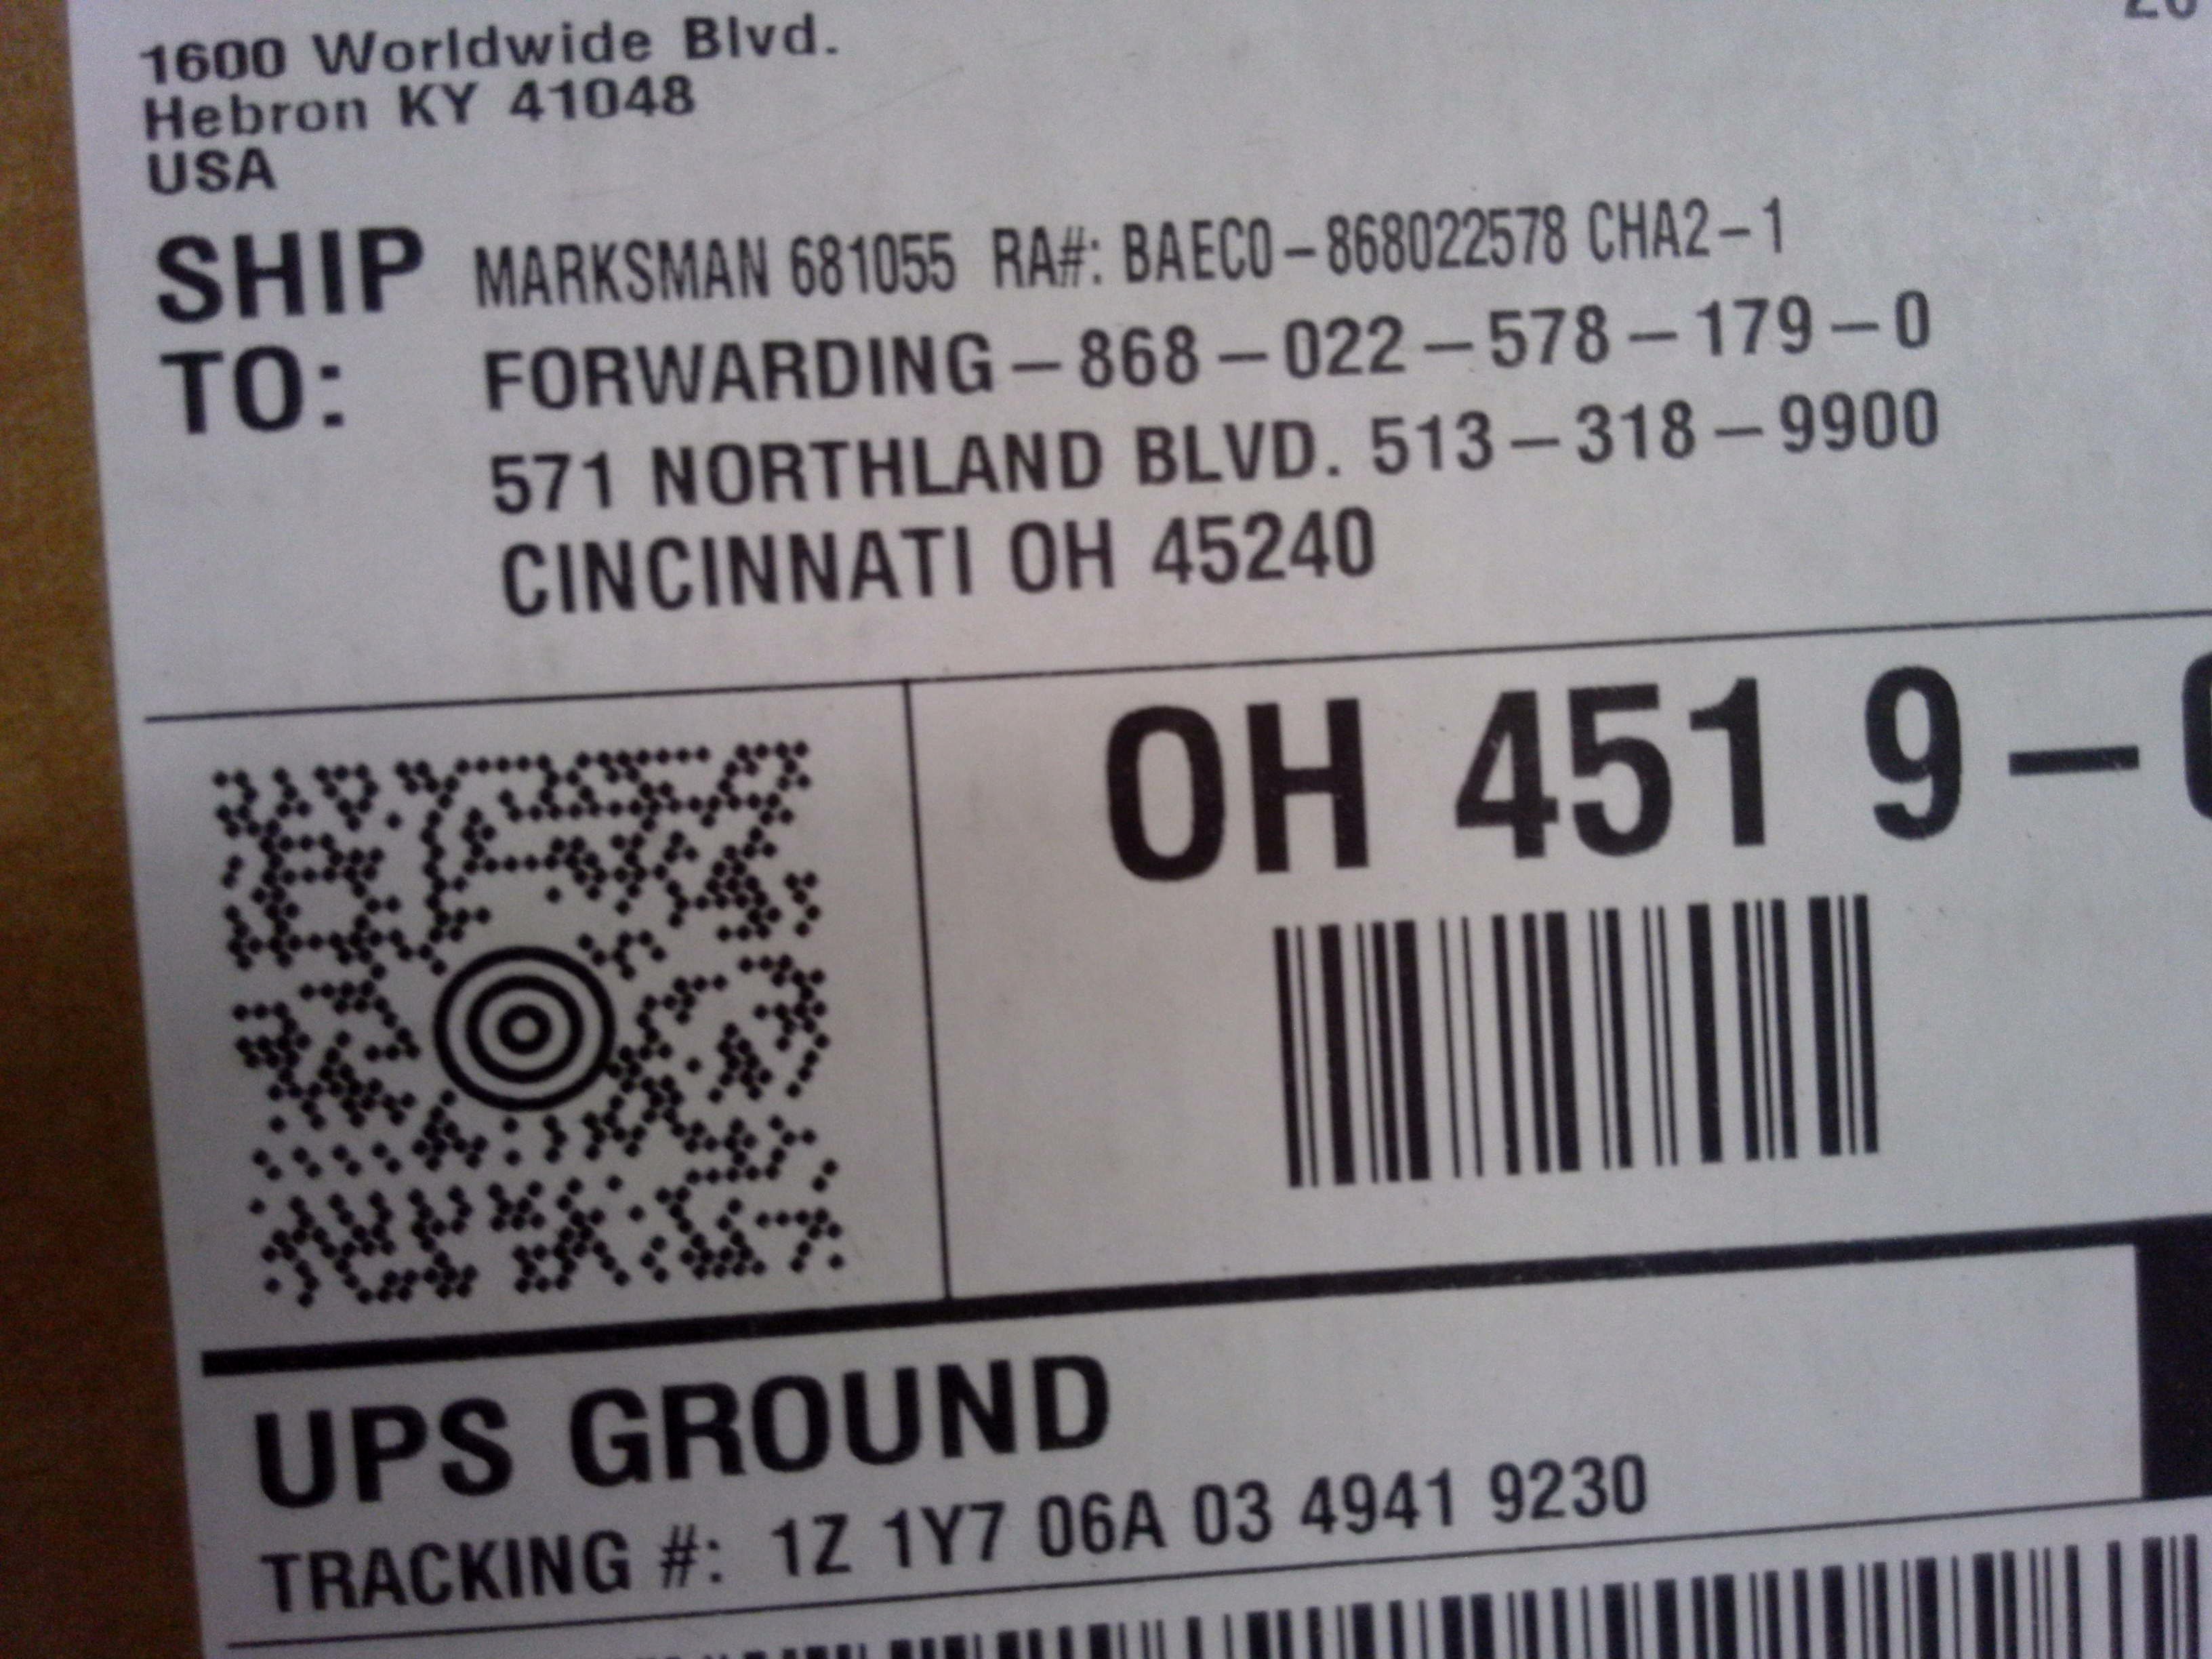 1600 Worldwide Blvd.
Hebron KY 41048
USA
SHIP TO:
MARKSMAN 681055 RA#: BAECO-868022578 CHA2-1
FORWARDING-868-022-578-179-0
571 NORTHLAND BLVD. 513-318-9900
CINCINNATI OH 45240
OH 451 9-
UPS GROUND
TRACKING #: 1Z 1Y7 06A 03 4941 9230